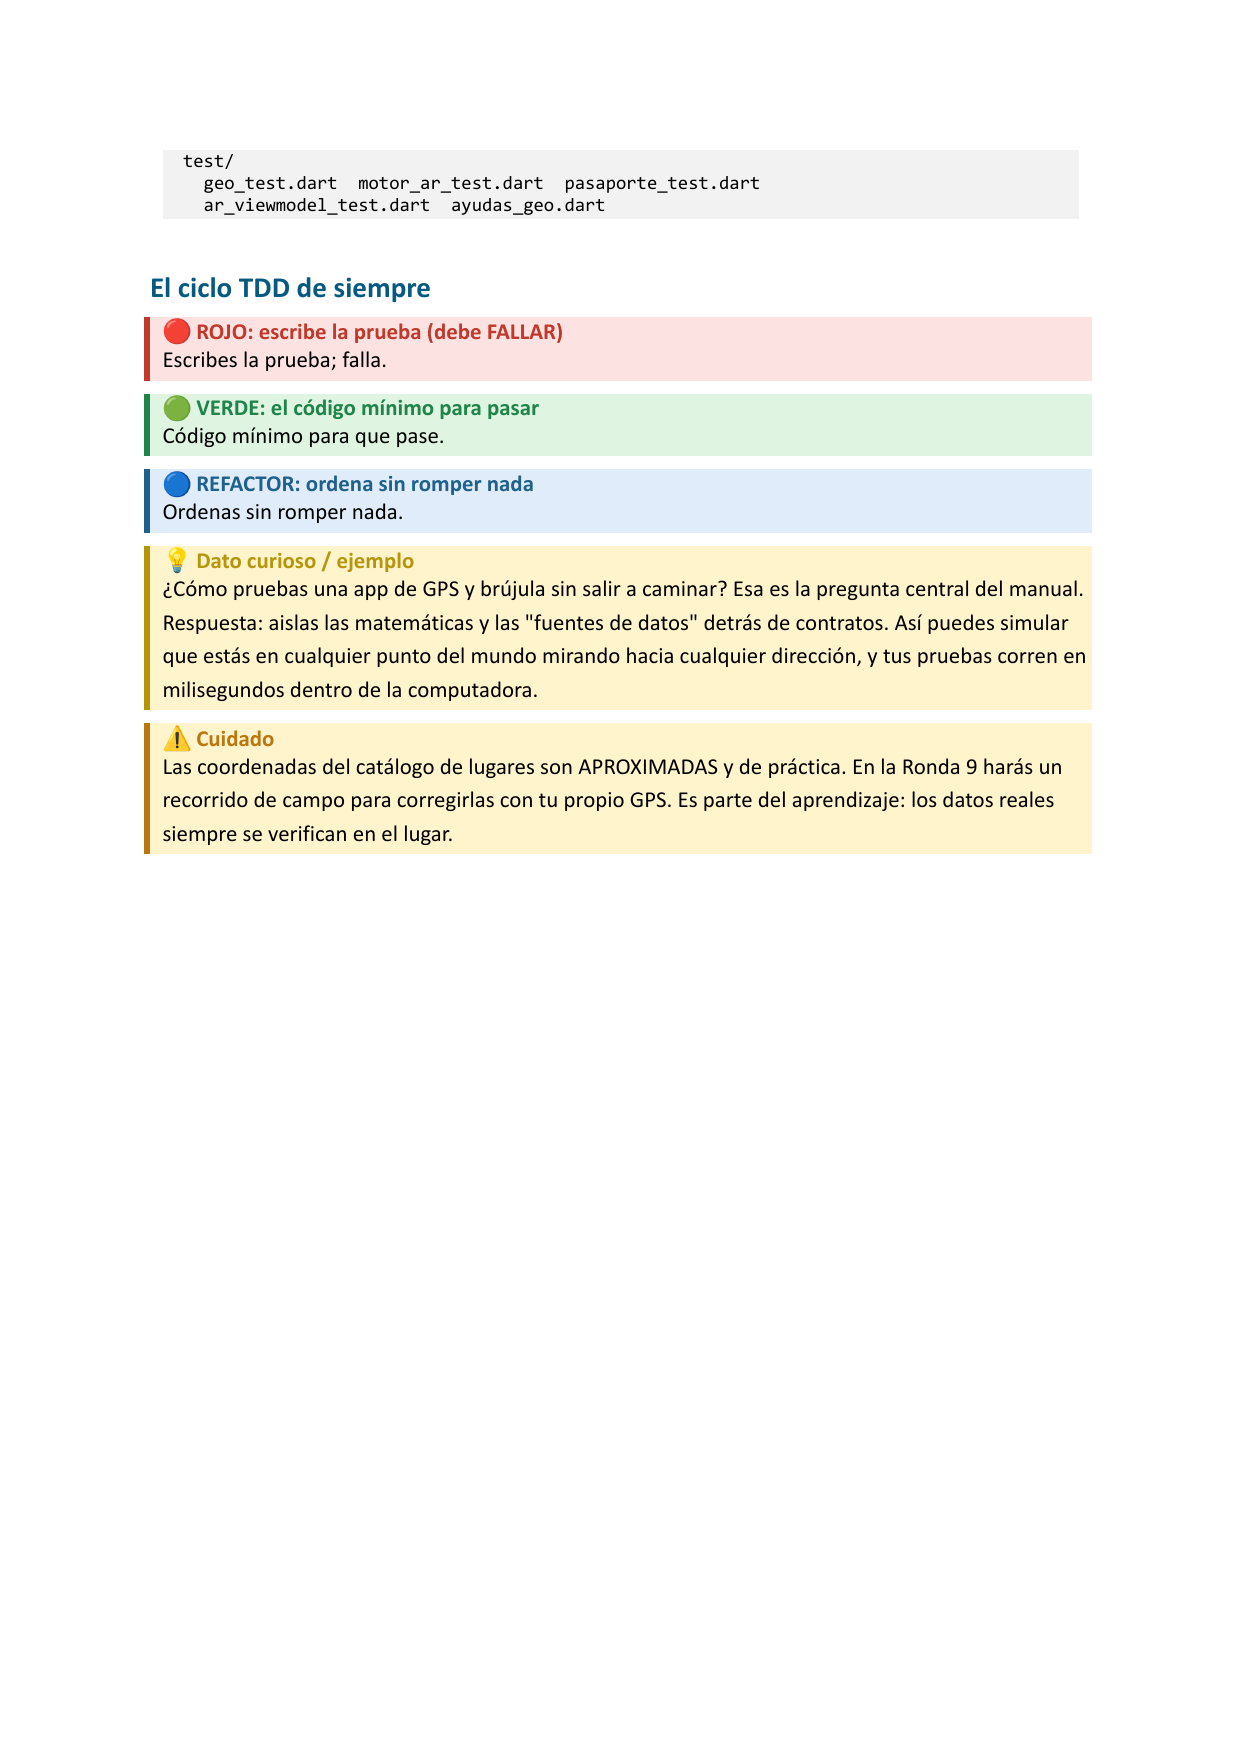 test/
geo_test.dart  motor_ar_test.dart  pasaporte_test.dart
ar_viewmodel_test.dart  ayudas_geo.dart
El ciclo TDD de siempre
🔴 ROJO: escribe la prueba (debe FALLAR)
Escribes la prueba; falla.
🟢 VERDE: el código mínimo para pasar
Código mínimo para que pase.
🔵 REFACTOR: ordena sin romper nada
Ordenas sin romper nada.
💡 Dato curioso / ejemplo
¿Cómo pruebas una app de GPS y brújula sin salir a caminar? Esa es la pregunta central del manual.
Respuesta: aislas las matemáticas y las "fuentes de datos" detrás de contratos. Así puedes simular
que estás en cualquier punto del mundo mirando hacia cualquier dirección, y tus pruebas corren en
milisegundos dentro de la computadora.
⚠️ Cuidado
Las coordenadas del catálogo de lugares son APROXIMADAS y de práctica. En la Ronda 9 harás un
recorrido de campo para corregirlas con tu propio GPS. Es parte del aprendizaje: los datos reales
siempre se verifican en el lugar.